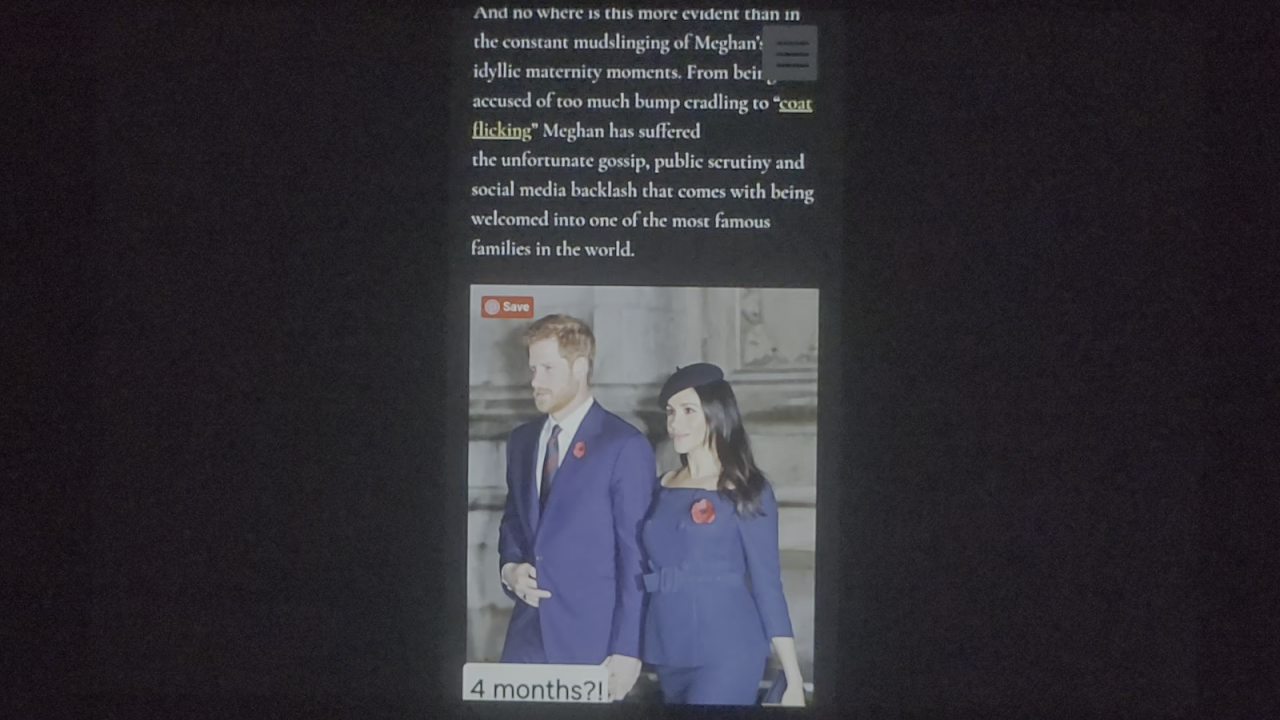 And no where is this more evident than in
the constant mudslinging of Meghan's
idyllic maternity moments. From being
accused of too much bump cradling to “coat
flicking” Meghan has suffered
the unfortunate gossip, public scrutiny and
social media backlash that comes with being
welcomed into one of the most famous
families in the world.
Save
4 months?!